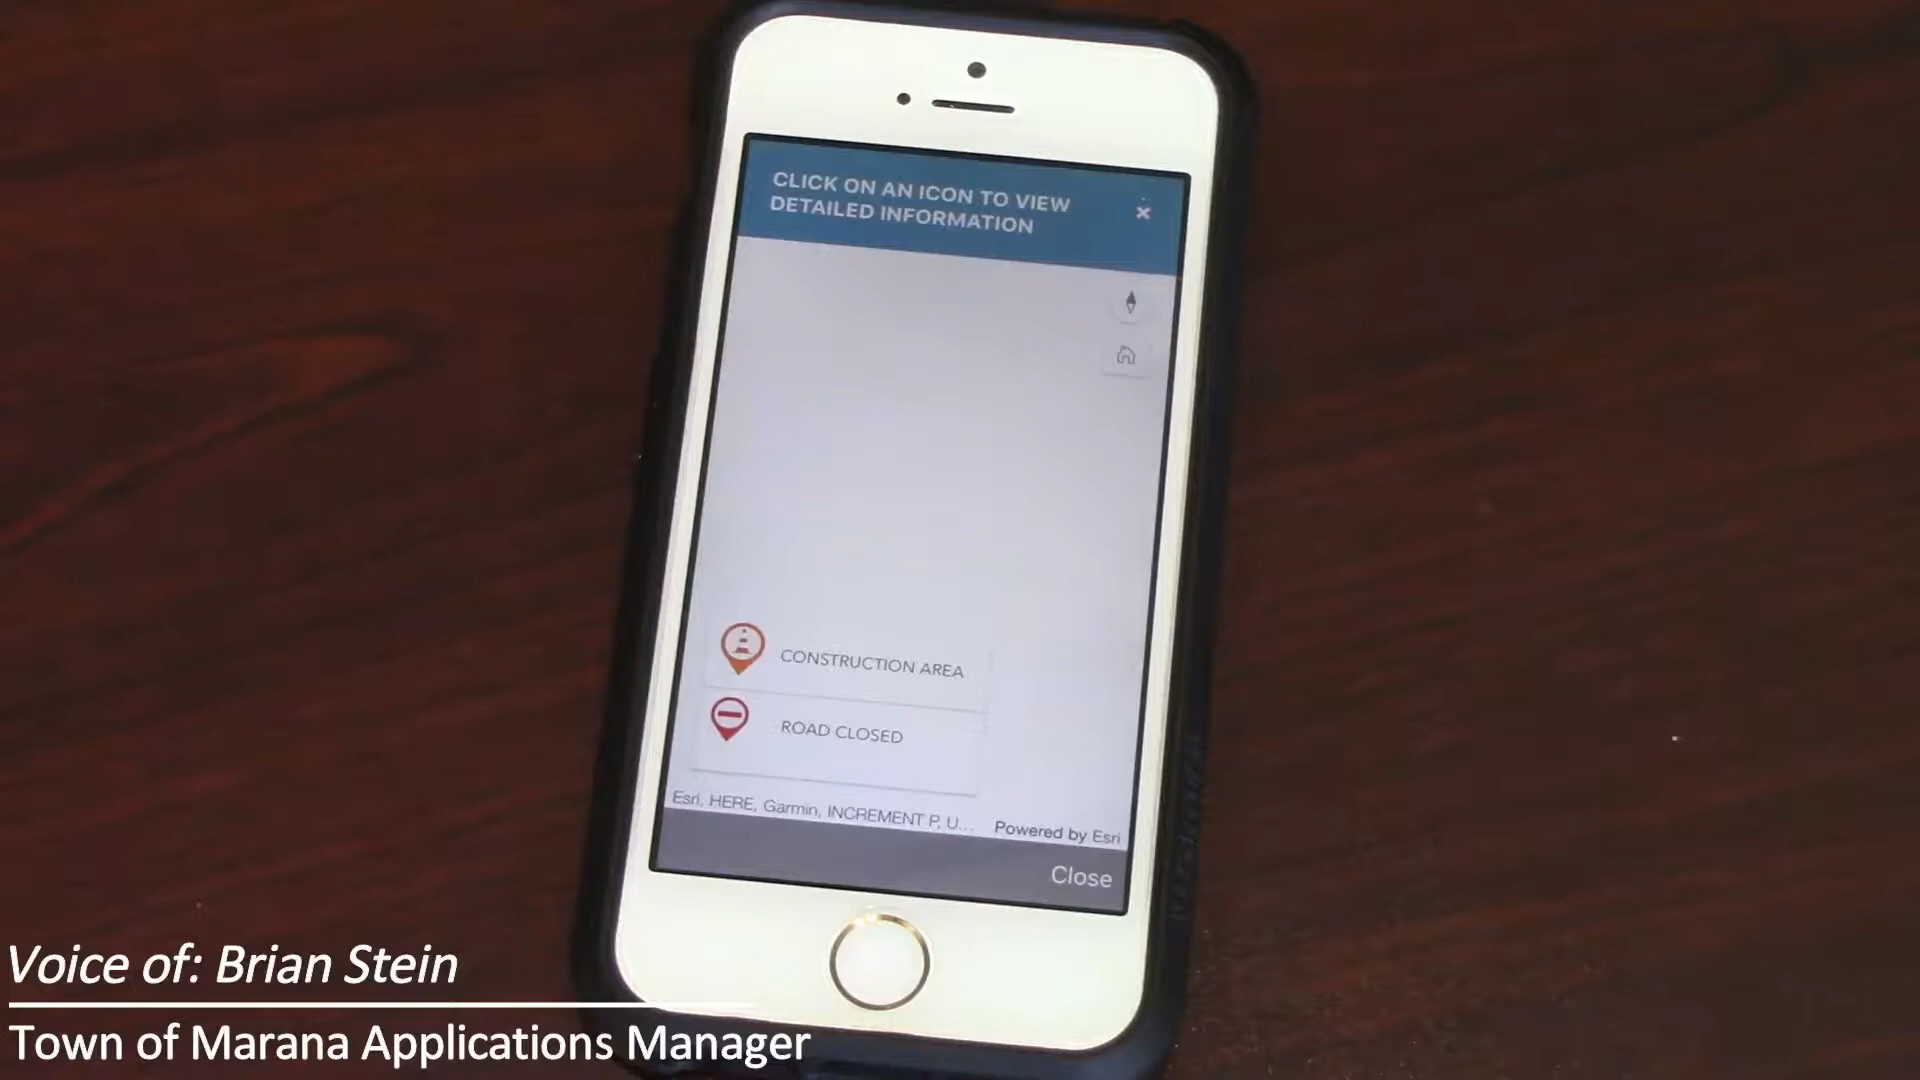 CLICK ON AN ICON TO VIEW
DETAILED INFORMATION
CONSTRUCTION AREA
ROAD CLOSED
Esri, HERE, Garmin, INCREMENT P, U...
Powered by Esri
Close
Voice of: Brian Stein
Town of Marana Applications Manager